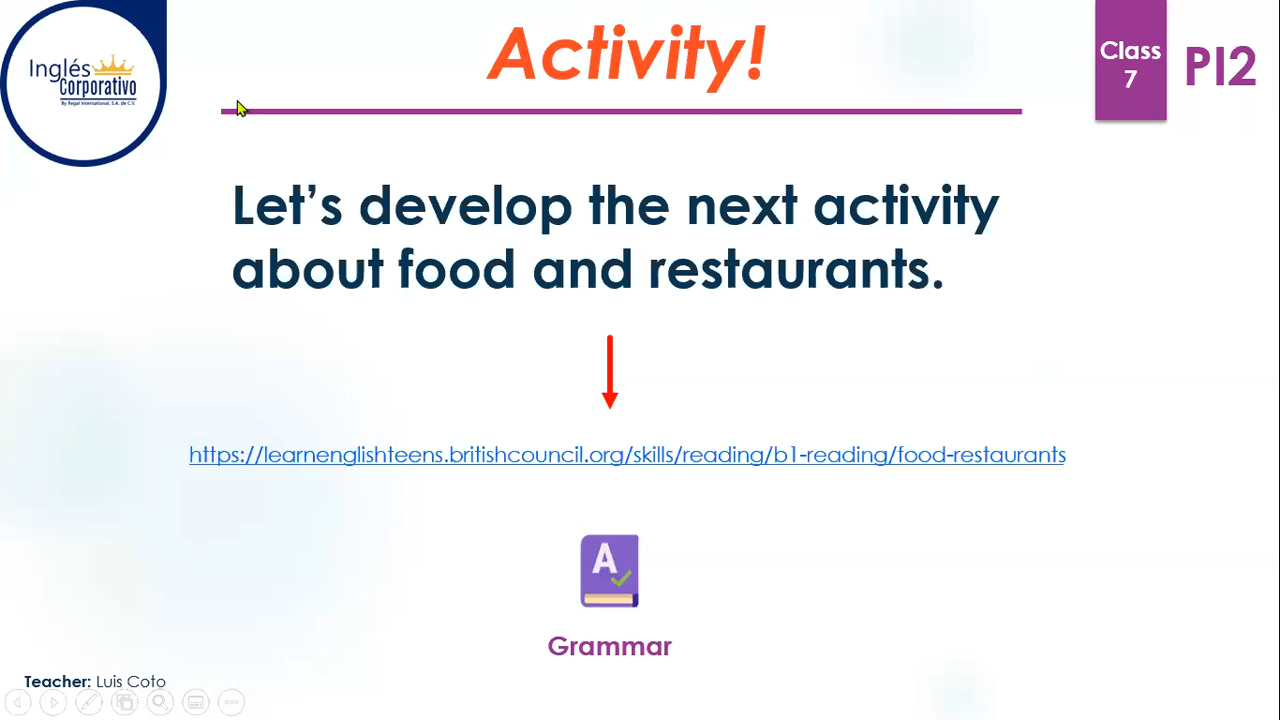 Inglés
Corporativo
By Regal International, S.A. de C.V.
Activity!
Class
7
PI2
Let's develop the next activity
about food and restaurants.
https://learnenglishteens.britishcouncil.org/skills/reading/b1-reading/food-restaurants
A
Grammar
Teacher: Luis Coto